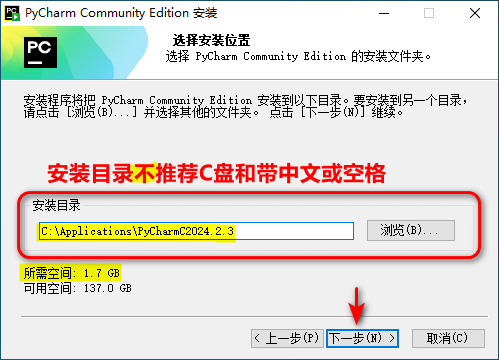 PyCharm Community Edition 安装
PC
选择安装位置
选择 PyCharm Community Edition 的安装文件夹。
安装程序将把 PyCharm Community Edition 安装到以下目录。要安装到另一个目录，
请点击 [浏览(B)...] 并选择其他的文件夹。 点击 [下一步(N)] 继续。
安装目录不推荐C盘和带中文或空格
安装目录
C:\Applications\PyCharmC2024.2.3
浏览(B)...
所需空间: 1.7 GB
可用空间: 137.0 GB
< 上一步(P)
下一步(N) >
取消(C)